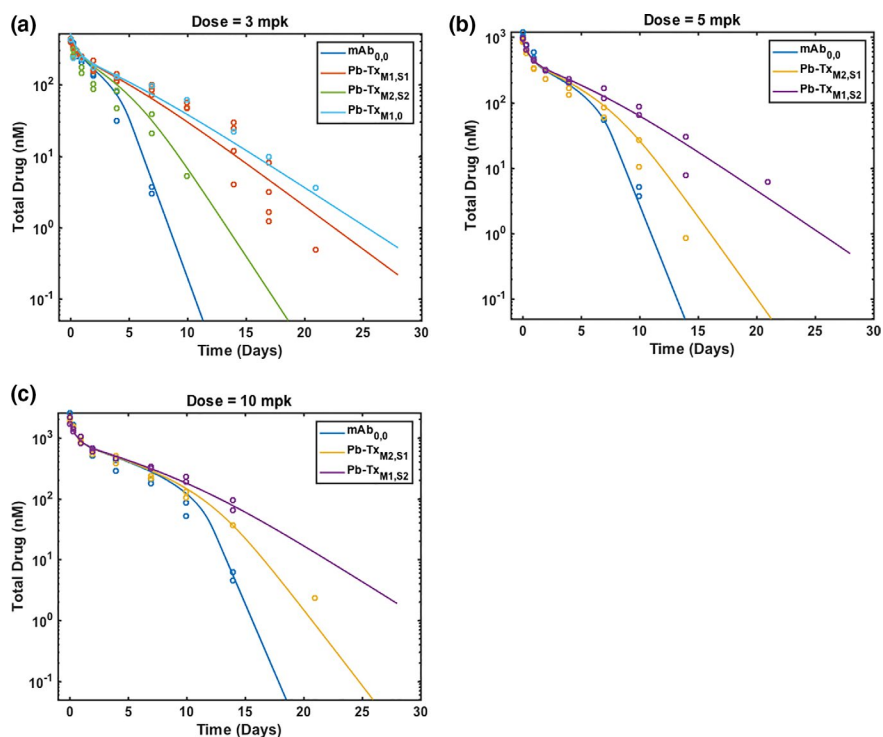 (a)
Dose = 3 mpk
mAb0,0
Pb-TxM1,S1
Pb-TxM2,S2
Pb-TxM1,0
10^2
10^1
10^0
10^-1
Total Drug (nM)
0 5 10 15 20 25 30
Time (Days)
(b)
Dose = 5 mpk
mAb0,0
Pb-TxM2,S1
Pb-TxM1,S2
10^3
10^2
10^1
10^0
10^-1
Total Drug (nM)
0 5 10 15 20 25 30
Time (Days)
(c)
Dose = 10 mpk
mAb0,0
Pb-TxM2,S1
Pb-TxM1,S2
10^3
10^2
10^1
10^0
10^-1
Total Drug (nM)
0 5 10 15 20 25 30
Time (Days)